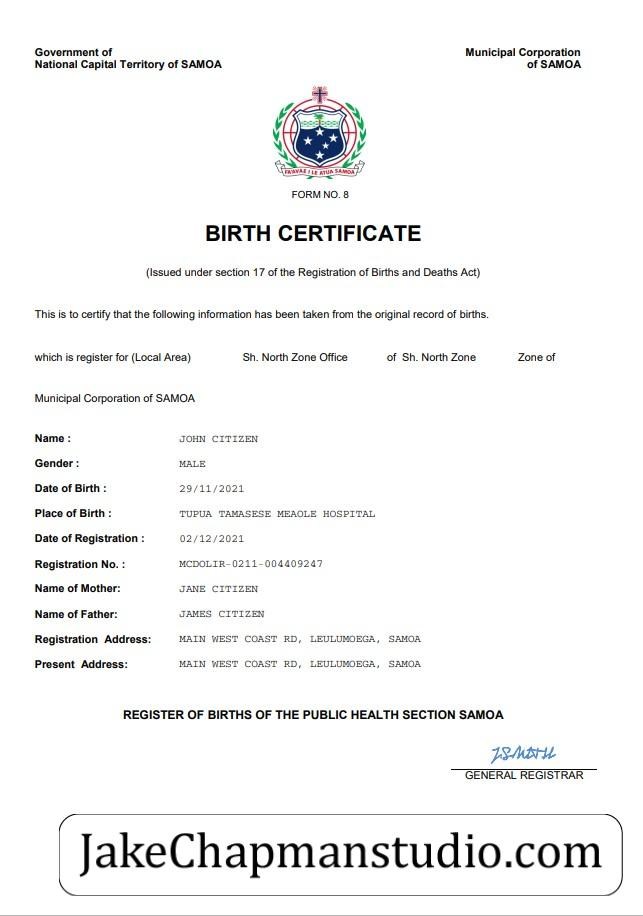 Government of
National Capital Territory of SAMOA
Municipal Corporation
of SAMOA
FA'AVAE I LE ATUA SAMOA
FORM NO. 8
BIRTH CERTIFICATE
(Issued under section 17 of the Registration of Births and Deaths Act)
This is to certify that the following information has been taken from the original record of births.
which is register for (Local Area) Sh. North Zone Office of Sh. North Zone Zone of
Municipal Corporation of SAMOA
Name : JOHN CITIZEN
Gender : MALE
Date of Birth : 29/11/2021
Place of Birth : TUPUA TAMASESE MEAOLE HOSPITAL
Date of Registration : 02/12/2021
Registration No. : MCDOLIR-0211-004409247
Name of Mother: JANE CITIZEN
Name of Father: JAMES CITIZEN
Registration Address: MAIN WEST COAST RD, LEULUMOEGA, SAMOA
Present Address: MAIN WEST COAST RD, LEULUMOEGA, SAMOA
REGISTER OF BIRTHS OF THE PUBLIC HEALTH SECTION SAMOA
GENERAL REGISTRAR
JakeChapmanstudio.com